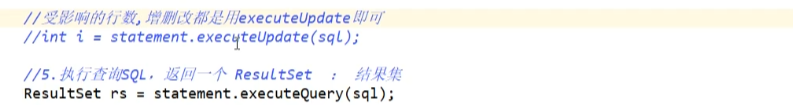 //受影响的行数,增删改都是用executeUpdate即可
//int i = statement.executeUpdate(sql);
//5.执行查询SQL，返回一个 ResultSet ： 结果集
ResultSet rs = statement.executeQuery(sql);